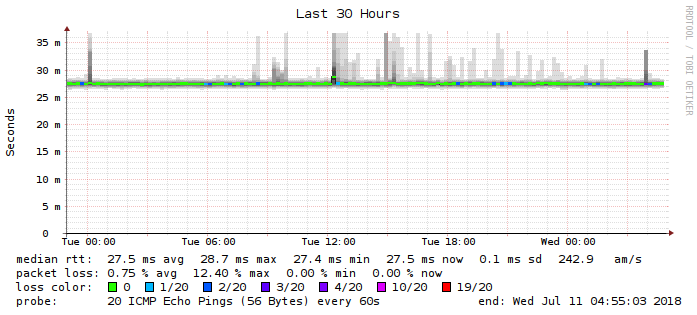 Last 30 Hours
RRDTOOL / TOBI OETIKER
Seconds
35 m
30 m
25 m
20 m
15 m
10 m
5 m
0
Tue 00:00 Tue 06:00 Tue 12:00 Tue 18:00 Wed 00:00
median rtt: 27.5 ms avg 28.7 ms max 27.4 ms min 27.5 ms now 0.1 ms sd 242.9 am/s
packet loss: 0.75 % avg 12.40 % max 0.00 % min 0.00 % now
loss color: 0 1/20 2/20 3/20 4/20 10/20 19/20
probe: 20 ICMP Echo Pings (56 Bytes) every 60s end: Wed Jul 11 04:55:03 2018